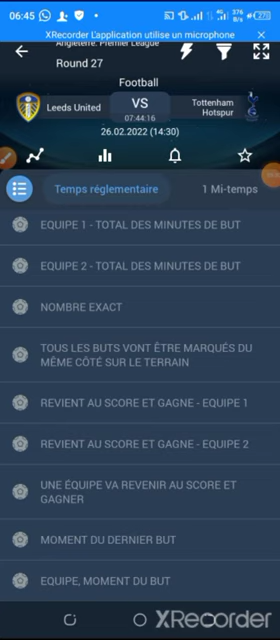 06:45
XRecorder L'application utilise un microphone
Angleterre. Premier League
Round 27
Football
Leeds United
VS
07:44:16
Tottenham
Hotspur
26.02.2022 (14:30)
Temps réglementaire
1 Mi-temps
EQUIPE 1 - TOTAL DES MINUTES DE BUT
EQUIPE 2 - TOTAL DES MINUTES DE BUT
NOMBRE EXACT
TOUS LES BUTS VONT ÊTRE MARQUÉS DU
MÊME CÔTÉ SUR LE TERRAIN
REVIENT AU SCORE ET GAGNE - EQUIPE 1
REVIENT AU SCORE ET GAGNE - EQUIPE 2
UNE ÉQUIPE VA REVENIR AU SCORE ET
GAGNER
MOMENT DU DERNIER BUT
EQUIPE, MOMENT DU BUT
XRecorder